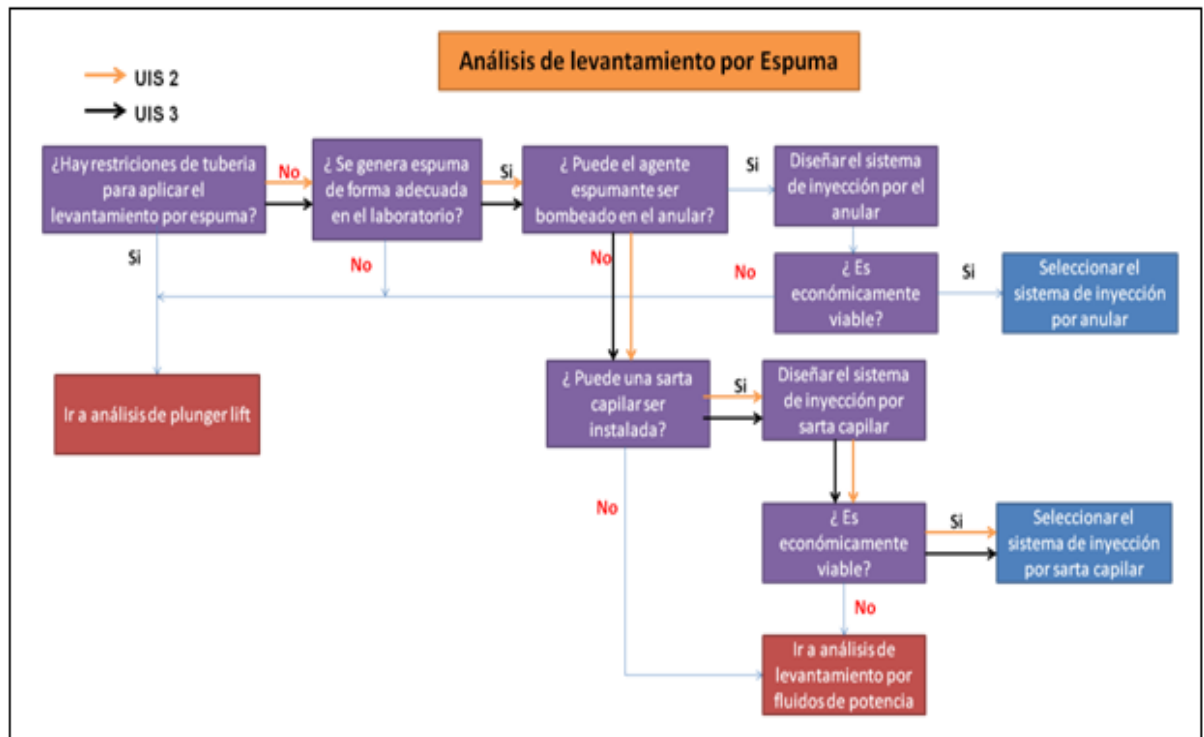 Análisis de levantamiento por Espuma
UIS 2
UIS 3
¿Hay restriciones de tuberia
para aplicar el
levantamiento por espuma?
No
¿ Se genera espuma
de forma adecuada
en el laboratorio?
Si
¿ Puede el agente
espumante ser
bombeado en el anular?
Si
Diseñar el sistema
de inyección por el
anular
Si
No
No
No
¿ Es
económicamente
viable?
Si
Seleccionar el
sistema de inyección
por anular
Ir a análisis de plunger lift
¿ Puede una sarta
capilar ser
instalada?
Si
Diseñar el sistema
de inyección por
sarta capilar
No
¿ Es
económicamente
viable?
Si
Seleccionar el
sistema de inyección
por sarta capilar
No
Ir a análisis de
levantamiento por
fluidos de potencia